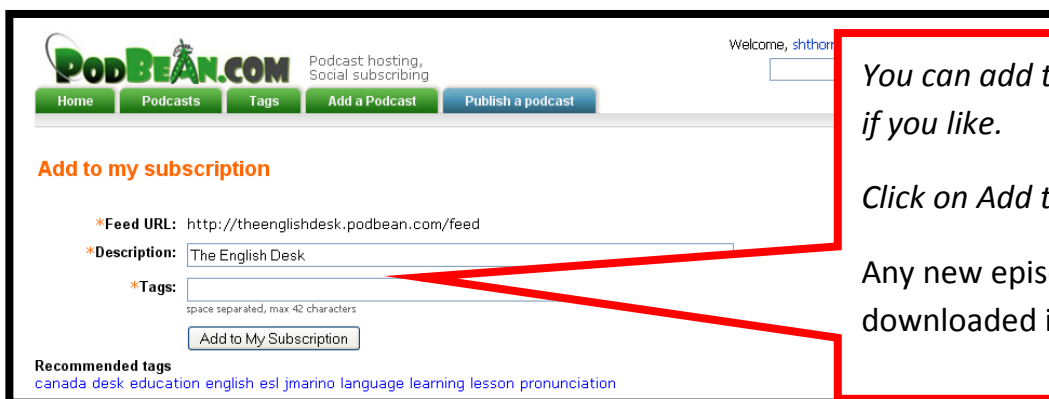 PODBEAN.COM
Podcast hosting,
Social subscribing
Welcome,
Home Podcasts Tags Add a Podcast Publish a podcast
Add to my subscription
*Feed URL: http://theenglishdesk.podbean.com/feed
*Description: The English Desk
*Tags:
space separated, max 42 characters
Add to My Subscription
Recommended tags
canada desk education english esl jmarino language learning lesson pronunciation
You can add
if you like.
Click on Add
Any new
downloaded